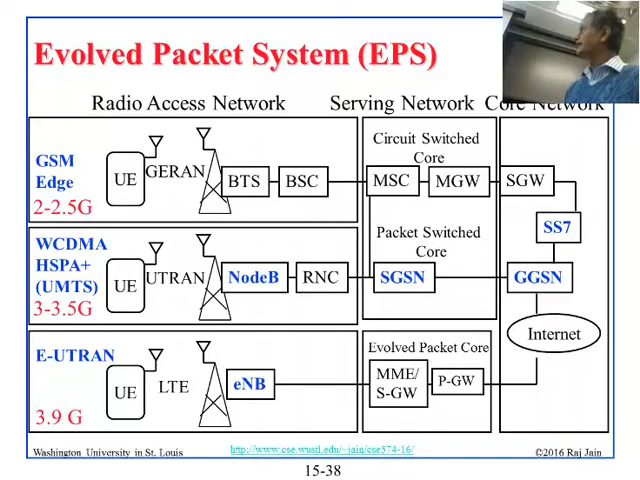 Evolved Packet System (EPS)
Radio Access Network
Serving Network
Core Network
GSM
Edge
2-2.5G
UE
GERAN
BTS
BSC
Circuit Switched
Core
MSC
MGW
SGW
SS7
WCDMA
HSPA+
(UMTS)
3-3.5G
UE
UTRAN
NodeB
RNC
Packet Switched
Core
SGSN
GGSN
Internet
E-UTRAN
3.9 G
UE
LTE
eNB
Evolved Packet Core
MME/
S-GW
P-GW
Washington University in St. Louis
http://www.cse.wustl.edu/~jain/cse574-16/
©2016 Raj Jain
15-38